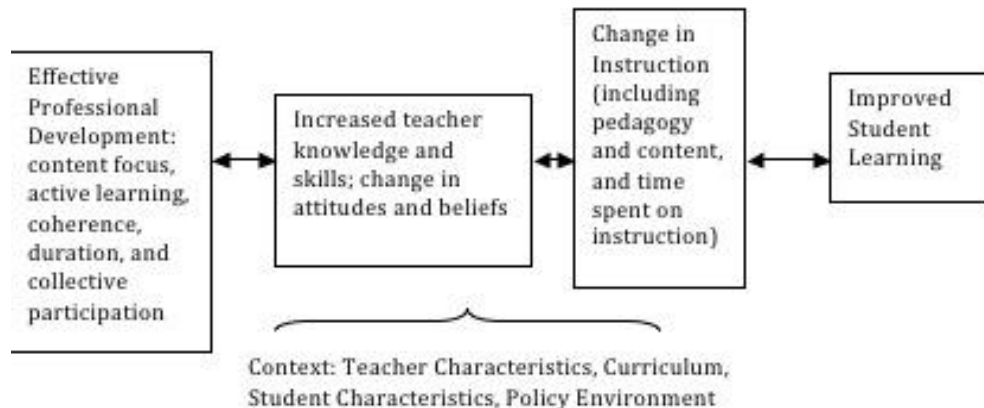 Effective
Professional
Development:
content focus,
active learning,
coherence,
duration, and
collective
participation
Increased teacher
knowledge and
skills; change in
attitudes and beliefs
Change in
Instruction
(including
pedagogy
and content,
and time
spent on
instruction)
Improved
Student
Learning
Context: Teacher Characteristics, Curriculum,
Student Characteristics, Policy Environment